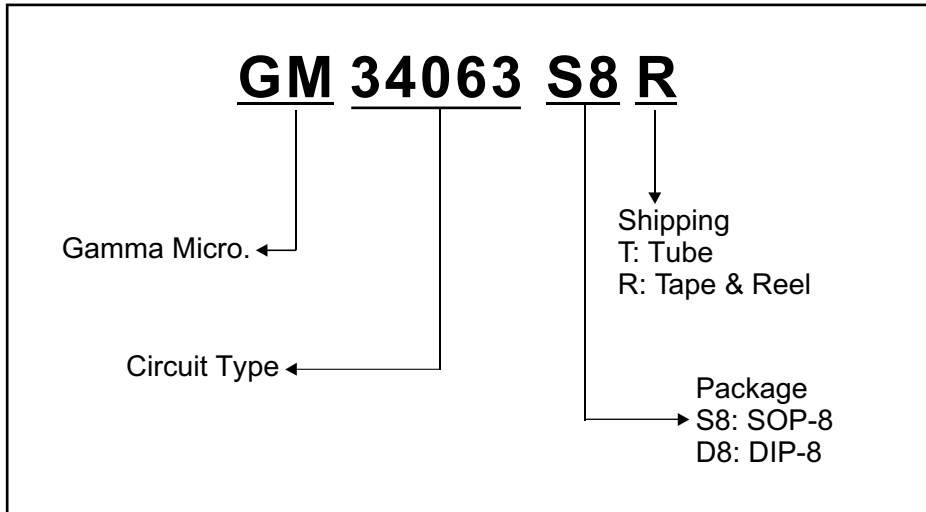 GM 34063 S8 R
Shipping
T: Tube
R: Tape & Reel
Gamma Micro.
Circuit Type
Package
S8: SOP-8
D8: DIP-8